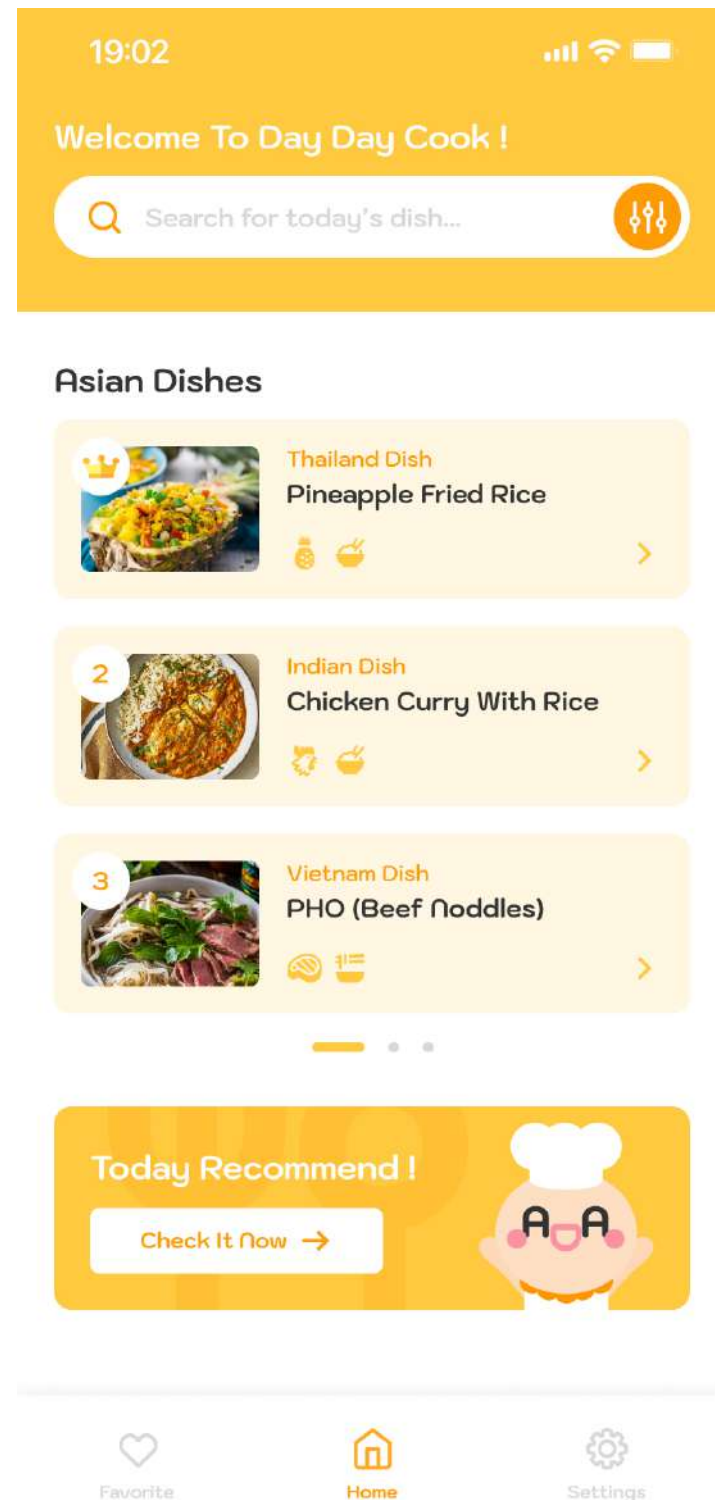 19:02
Welcome To Day Day Cook !
Search for today's dish...
Asian Dishes
Thailand Dish
Pineapple Fried Rice
2
Indian Dish
Chicken Curry With Rice
3
Vietnam Dish
PHO (Beef Noddles)
Today Recommend !
Check It Now →
Favorite
Home
Settings